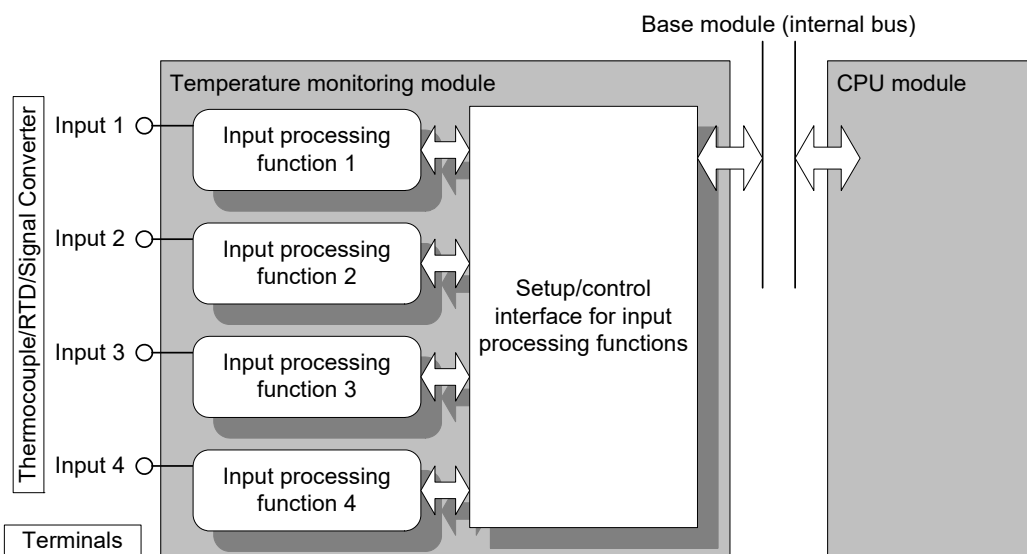 Base module (internal bus)
Temperature monitoring module
CPU module
Thermocouple/RTD/Signal Converter
Input 1
Input processing
function 1
Input 2
Input processing
function 2
Setup/control
interface for input
processing functions
Input 3
Input processing
function 3
Input 4
Input processing
function 4
Terminals